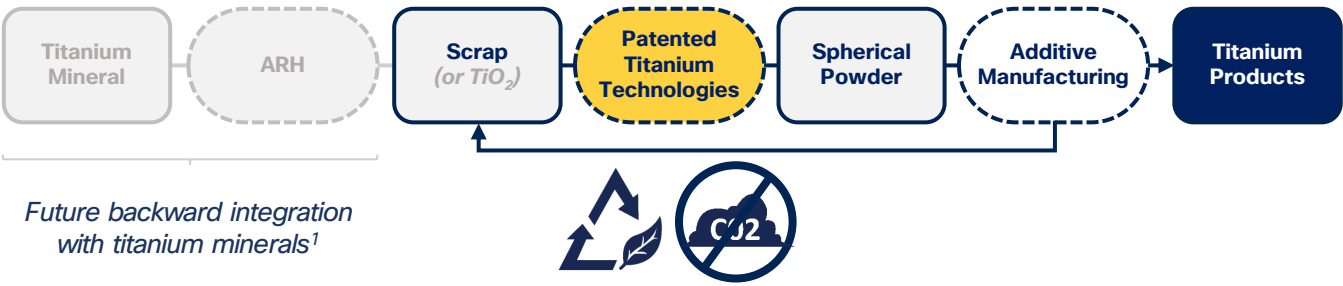 Titanium
Mineral
ARH
Scrap
(or TiO₂)
Patented
Titanium
Technologies
Spherical
Powder
Additive
Manufacturing
Titanium
Products
Future backward integration
with titanium minerals¹
CO2